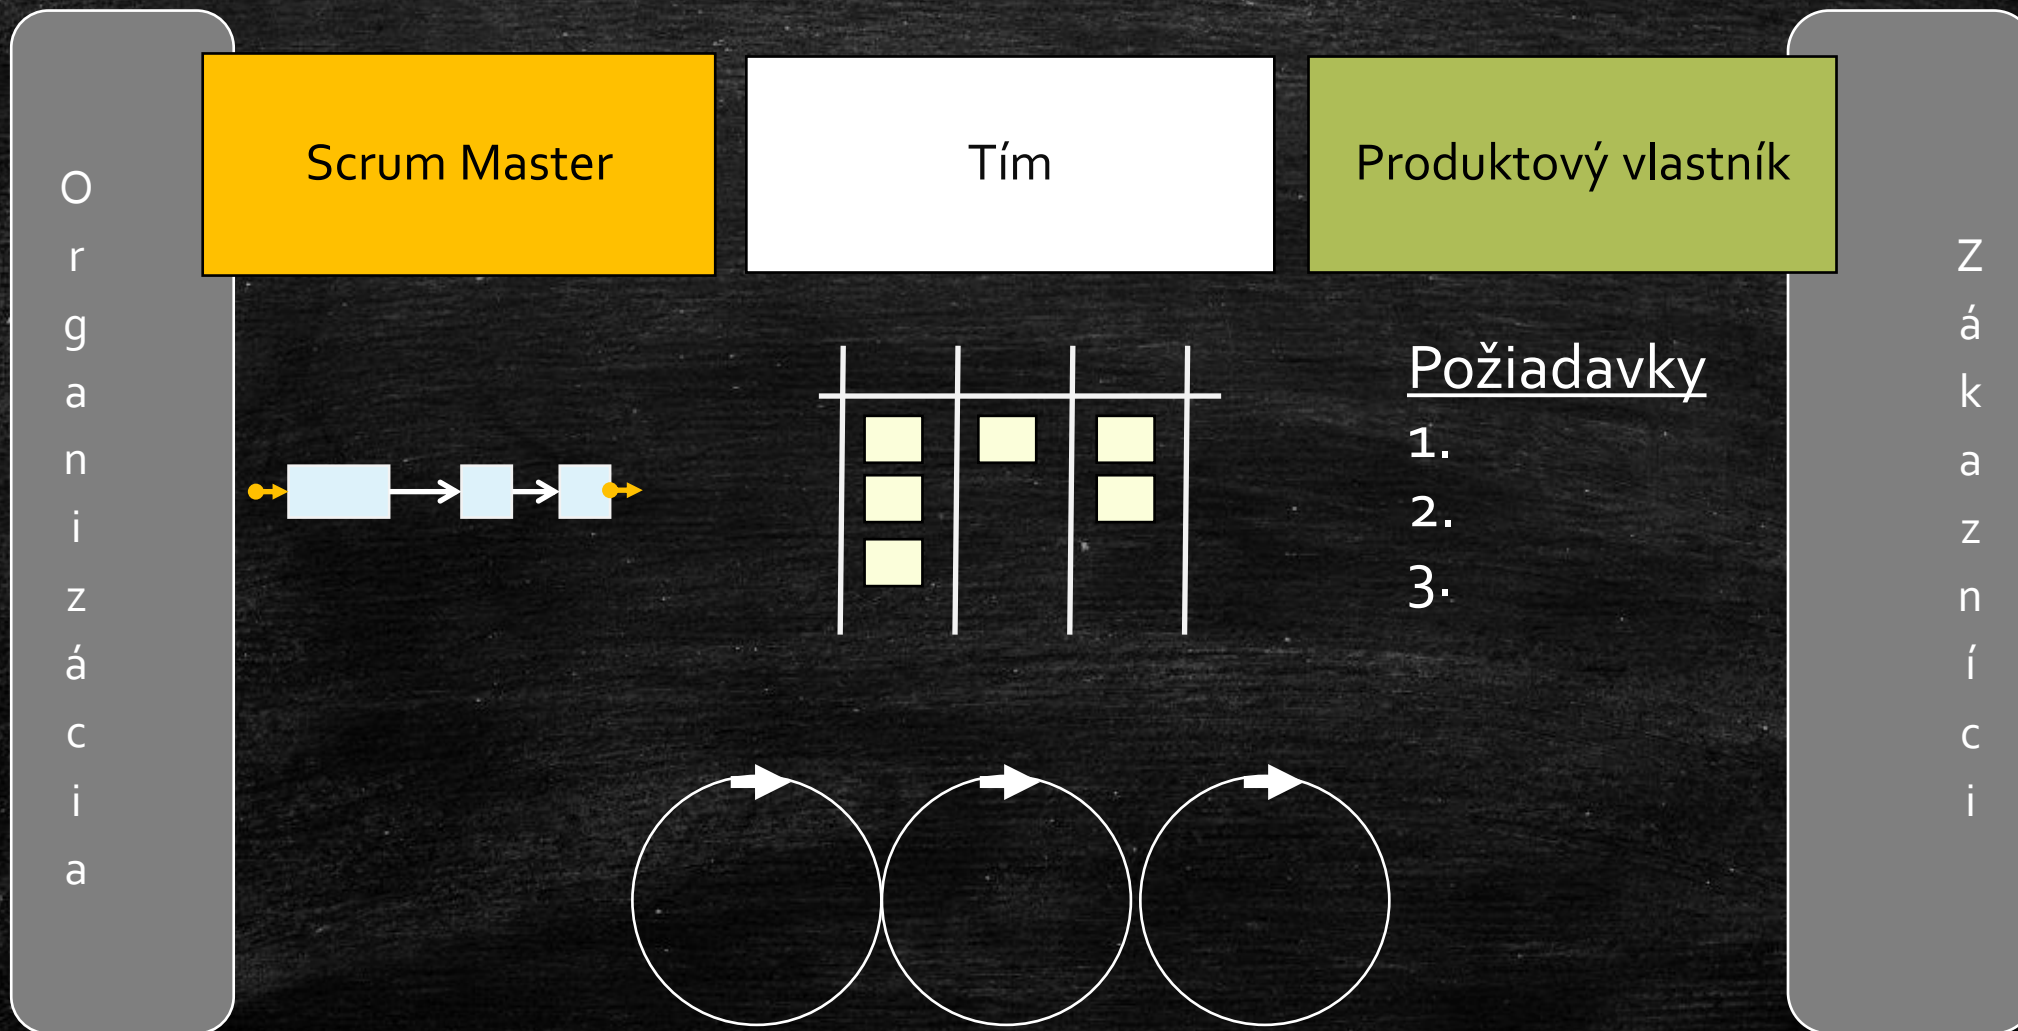 Organizácia
Scrum Master
Tím
Produktový vlastník
Požiadavky
1.
2.
3.
Zákazníci